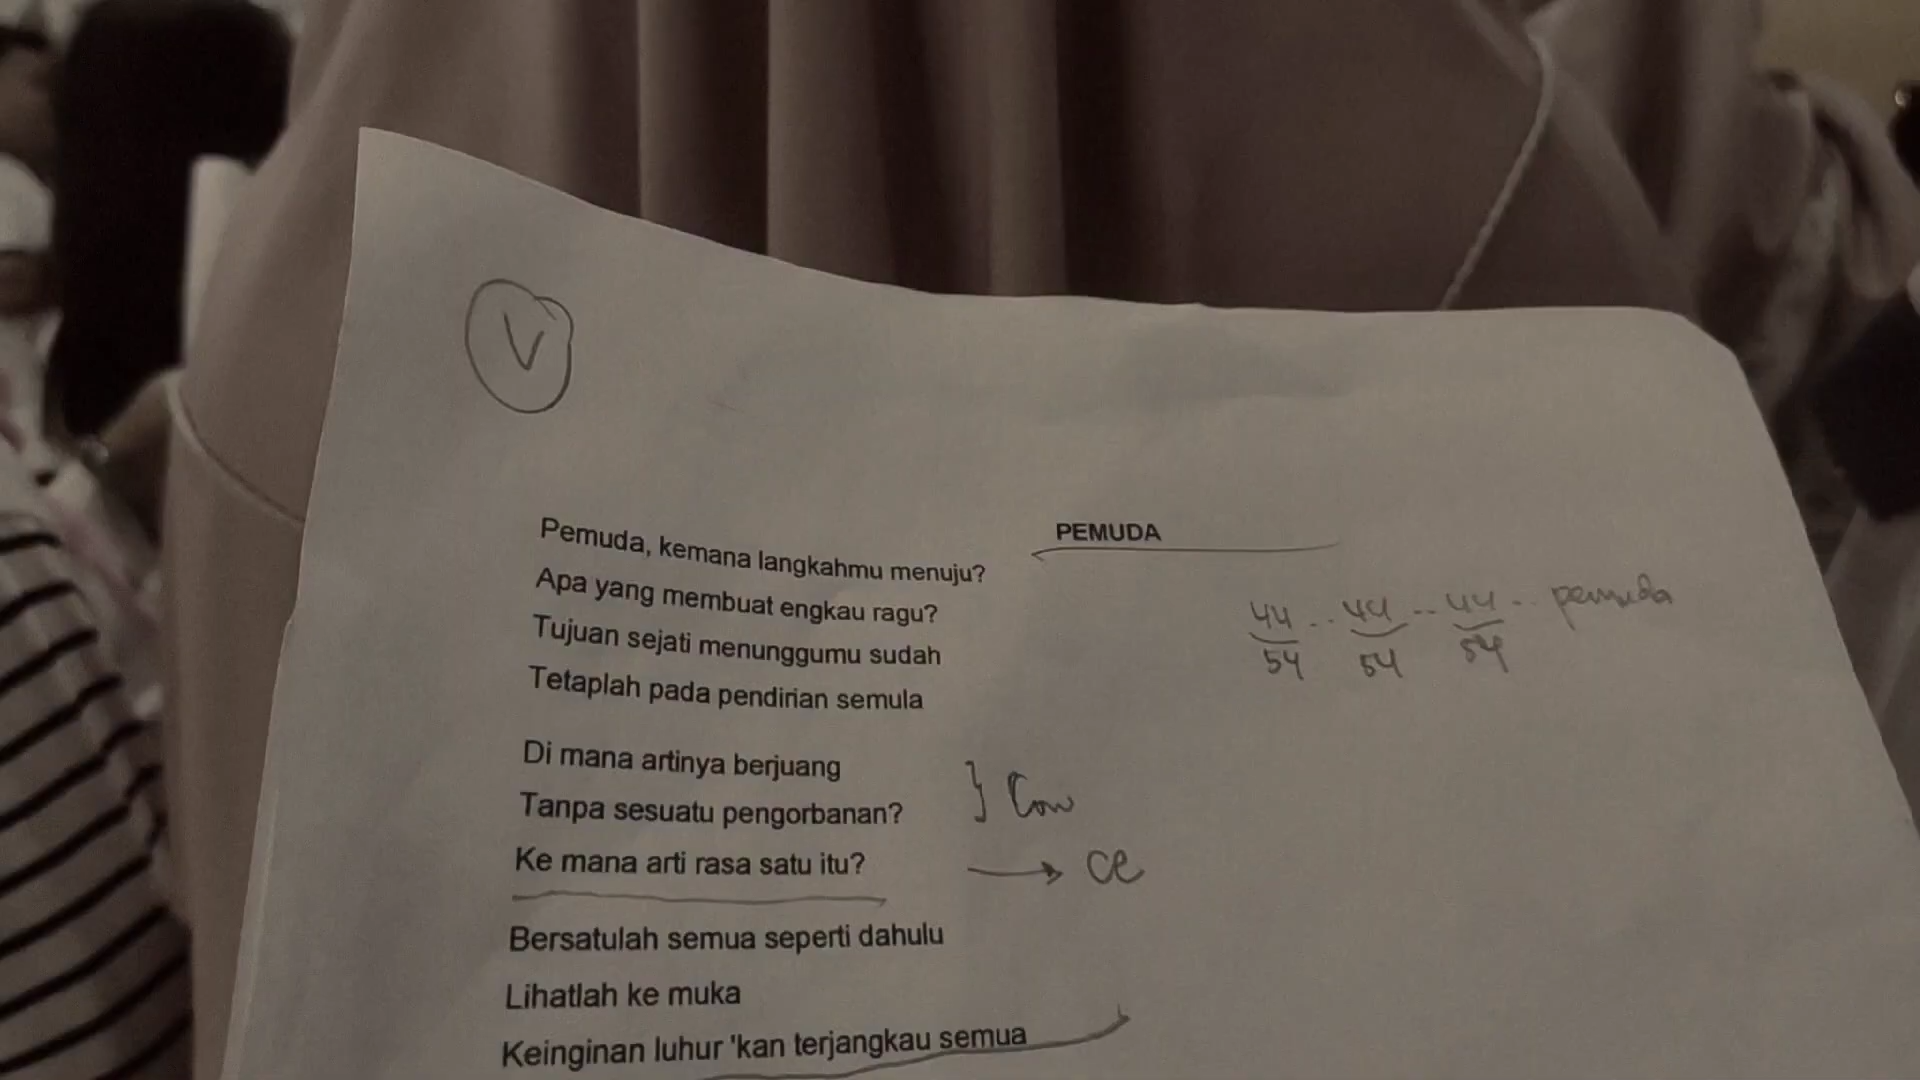 V
PEMUDA
Pemuda, kemana langkahmu menuju?
Apa yang membuat engkau ragu?
Tujuan sejati menunggumu sudah
Tetaplah pada pendirian semula
44 .. 44 .. 44 .. pemuda
54 54 54
Di mana artinya berjuang
Tanpa sesuatu pengorbanan?
} Cow
Ke mana arti rasa satu itu?
→ ce
Bersatulah semua seperti dahulu
Lihatlah ke muka
Keinginan luhur 'kan terjangkau semua